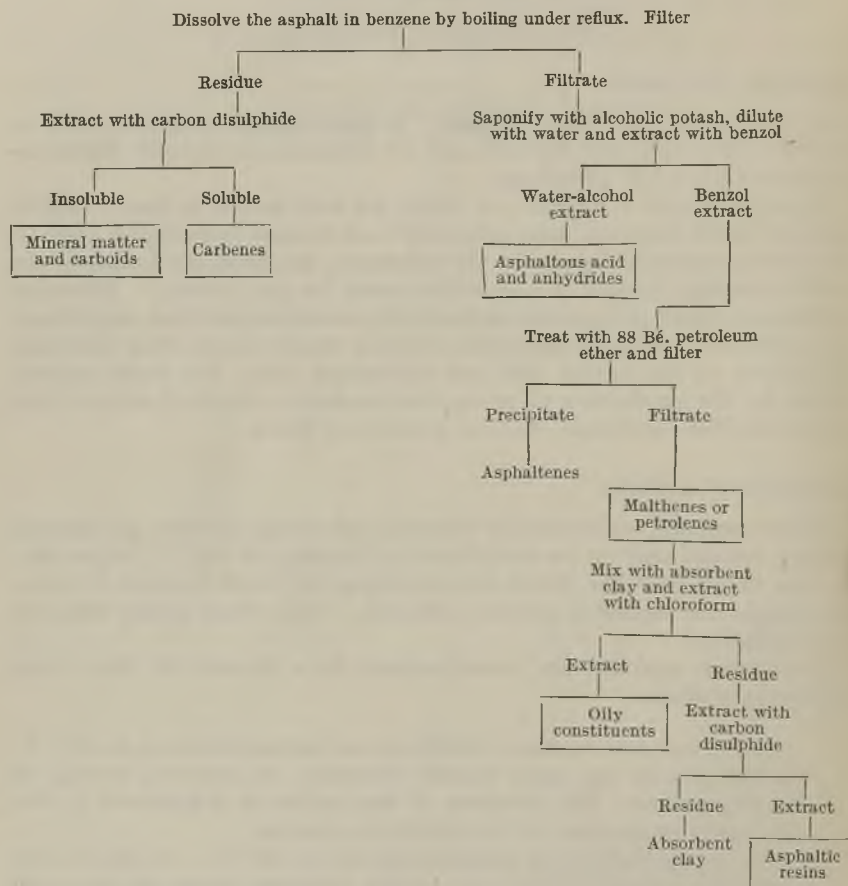 Dissolve the asphalt in benzene by boiling under reflux. Filter
Residue
Filtrate
Extract with carbon disulphide
Saponify with alcoholic potash, dilute
with water and extract with benzol
Insoluble
Soluble
Water-alcohol
extract
Benzol
extract
Mineral matter
and carboids
Carbenes
Asphaltous acid
and anhydrides
Treat with 88 Bé. petroleum
ether and filter
Precipitate
Filtrate
Asphaltenes
Malthenes or
petrolenes
Mix with absorbent
clay and extract
with chloroform
Extract
Residue
Oily
constituents
Extract with
carbon
disulphide
Residue
Extract
Absorbent
clay
Asphaltic
resins